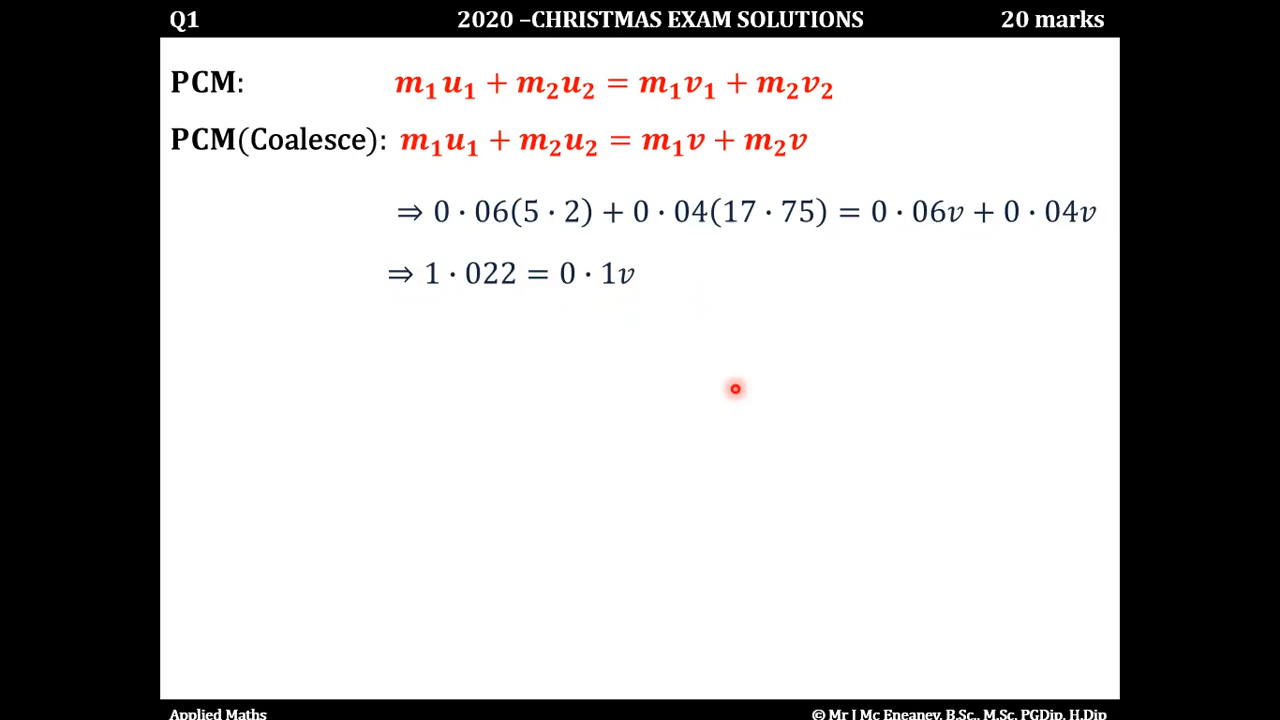 Q1 2020 –CHRISTMAS EXAM SOLUTIONS 20 marks
PCM: m₁u₁ + m₂u₂ = m₁v₁ + m₂v₂
PCM(Coalesce): m₁u₁ + m₂u₂ = m₁v + m₂v
⇒ 0 · 06(5 · 2) + 0 · 04(17 · 75) = 0 · 06v + 0 · 04v
⇒ 1 · 022 = 0 · 1v
Applied Maths © Mr J Mc Eneaney, B.Sc., M.Sc, PGDip, H.Dip